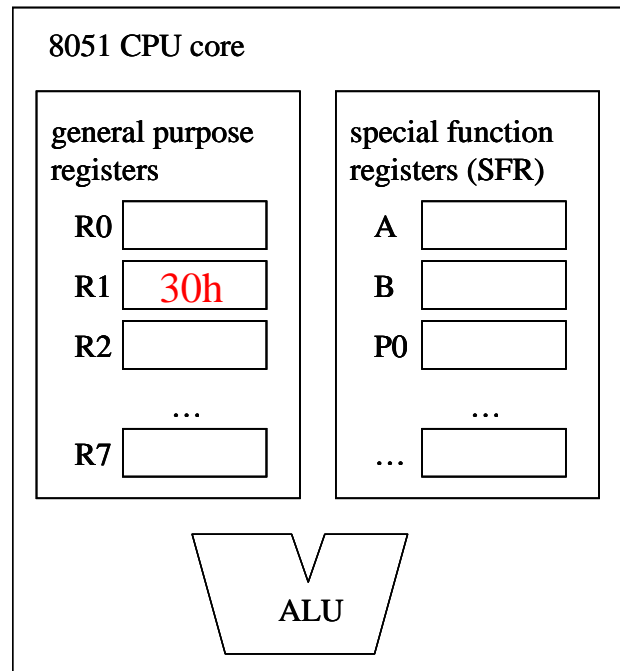 8051 CPU core
general purpose
registers
R0
R1 30h
R2
…
R7
special function
registers (SFR)
A
B
P0
…
…
ALU